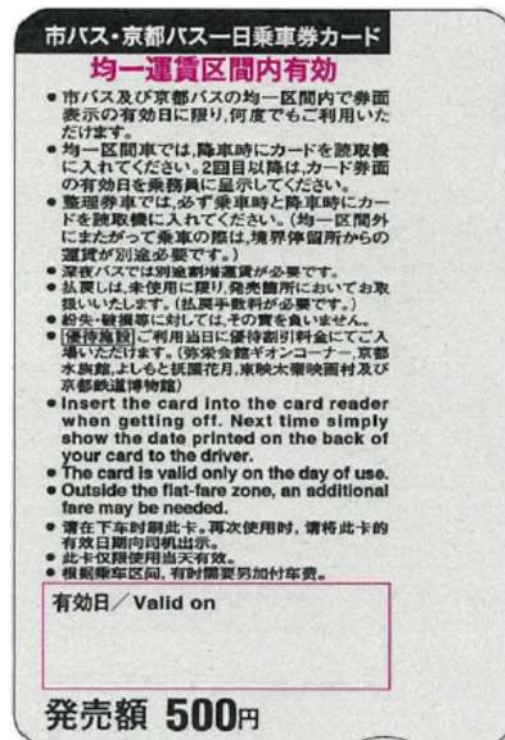 市バス・京都バス一日乗車券カード
均一運賃区間内有効
● 市バス及び京都バスの均一区間内で券面
表示の有効日に限り,何度でもご利用いた
だけます。
● 均一区間車では,降車時にカードを読取機
に入れてください。2回目以降は,カード券面
の有効日を乗務員に呈示してください。
● 整理券車では,必ず乗車時と降車時にカー
ドを読取機に入れてください。(均一区間外
にまたがって乗車の際は,境界停留所からの
運賃が別途必要です。)
● 深夜バスでは別途割増運賃が必要です。
● 払戻しは,未使用に限り,発売箇所においてお取
扱いいたします。(払戻手数料が必要です。)
● 紛失・破損等に対しては,その責を負いません。
● 優待施設 ご利用当日に優待割引料金にてご入
場いただけます。(弥栄会館ギオンコーナー,京都
水族館,よしもと祇園花月,東映太秦映画村及び
京都鉄道博物館)
● Insert the card into the card reader
when getting off. Next time simply
show the date printed on the back of
your card to the driver.
● The card is valid only on the day of use.
● Outside the flat-fare zone, an additional
fare may be needed.
● 请在下车时刷此卡。再次使用时, 请将此卡的
有效日期向司机出示。
● 此卡仅限使用当天有效。
● 根据乘车区间, 有时需要另加付车费。
有効日/Valid on
発売額 500円